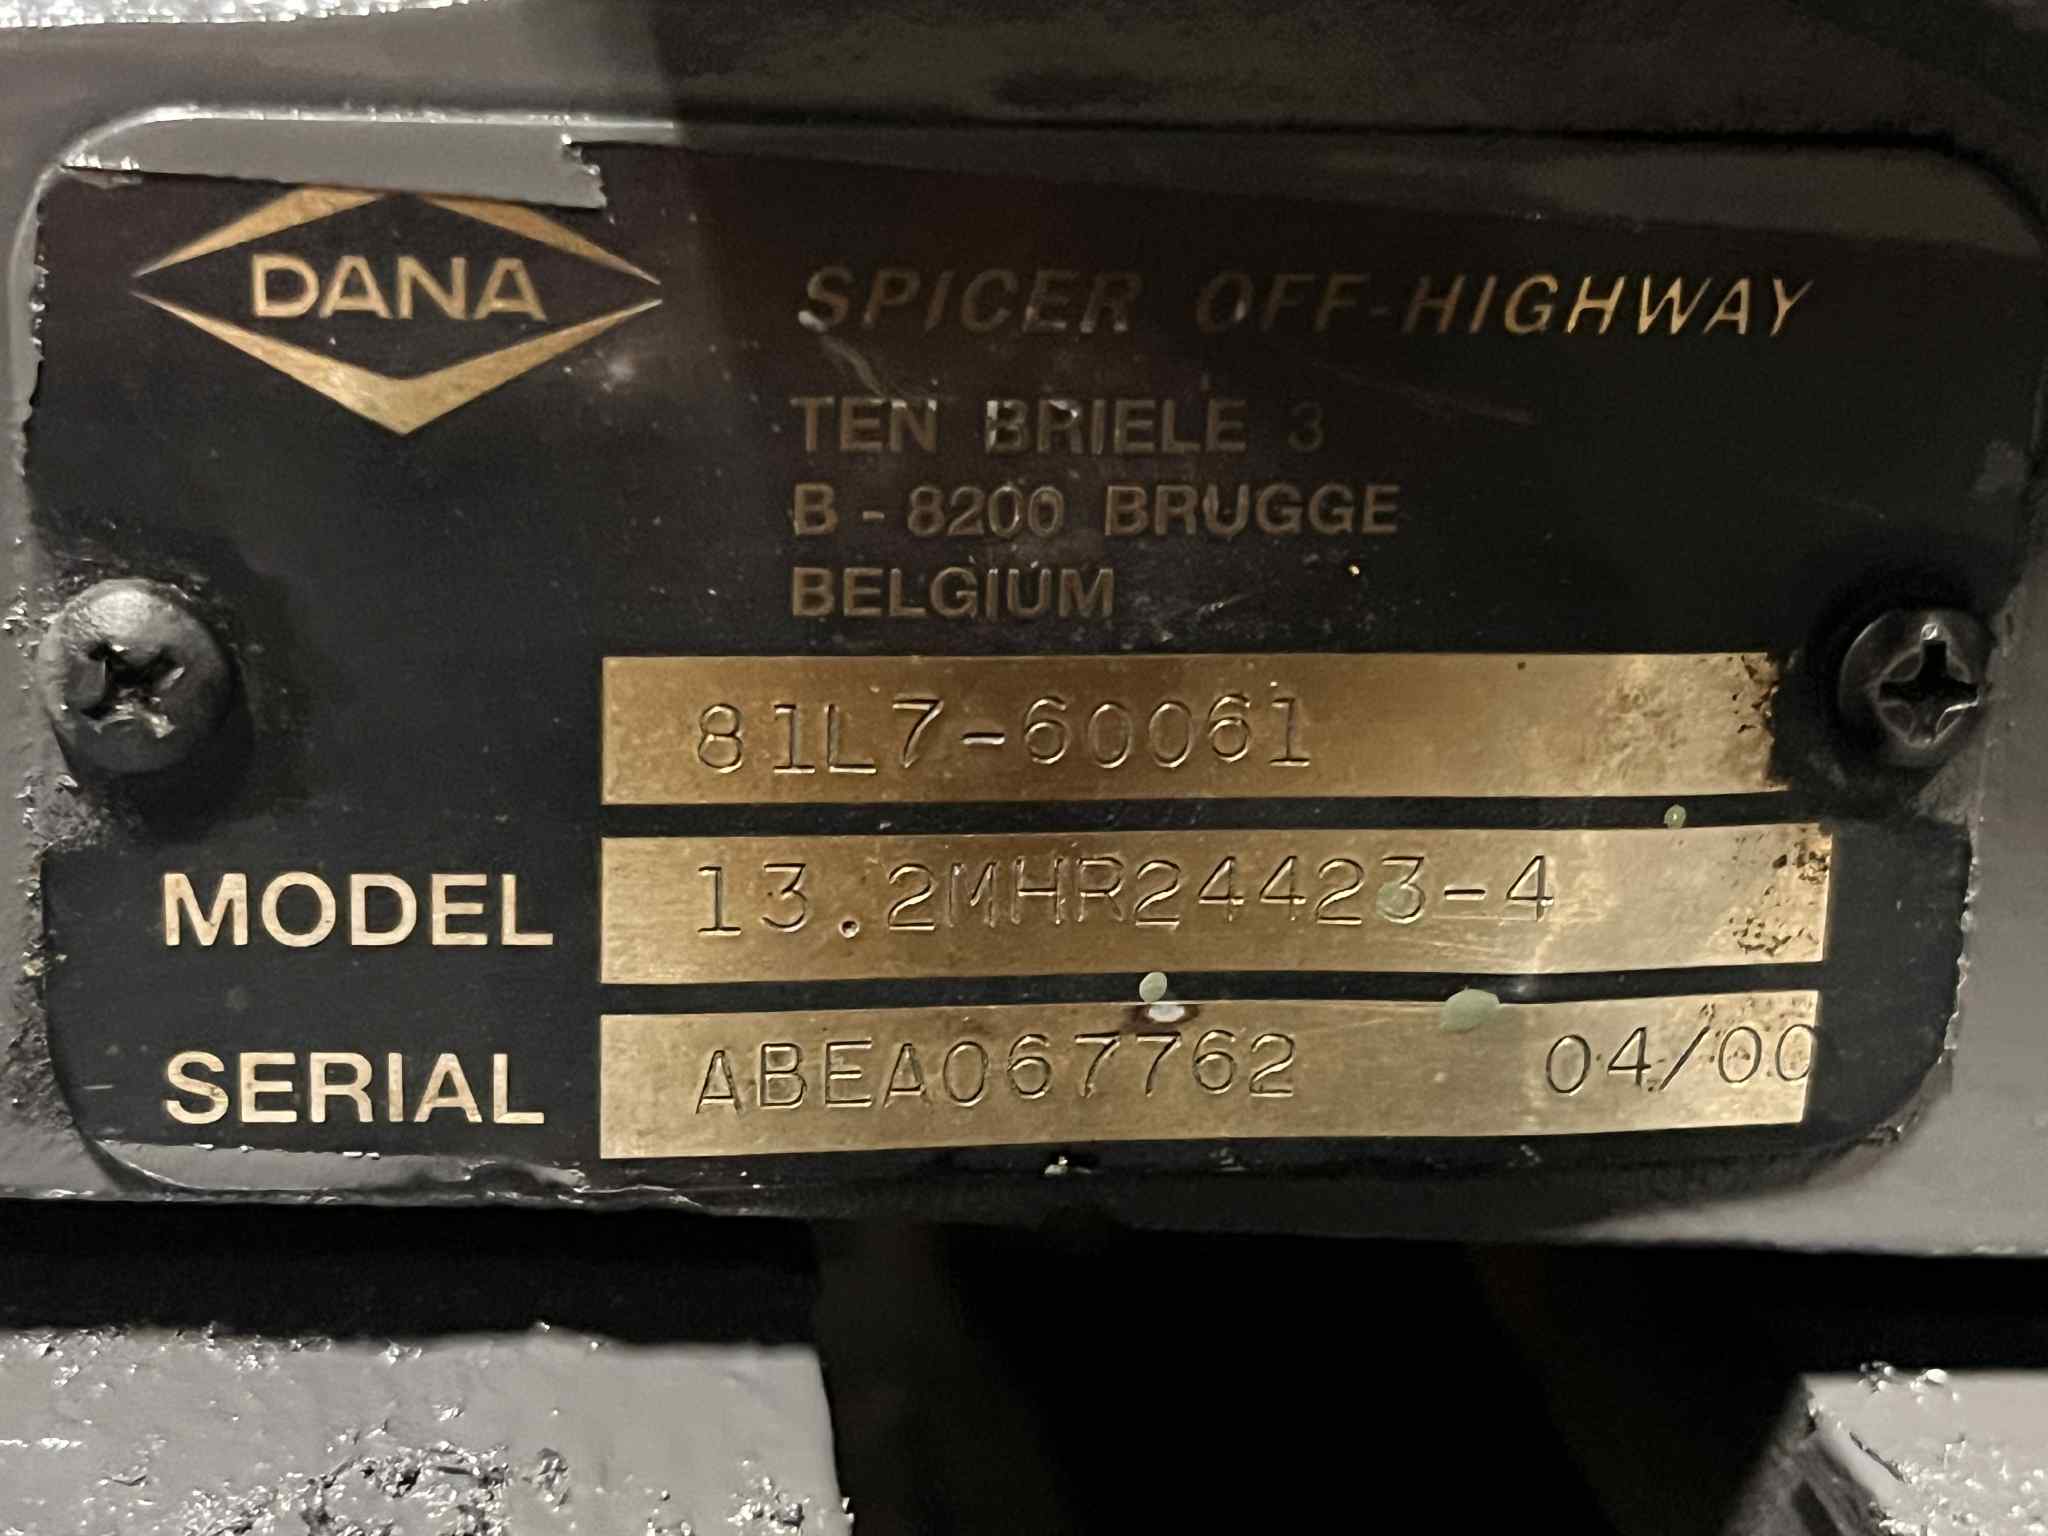 DANA
SPICER OFF-HIGHWAY
TEN BRIELE 3
B - 8200 BRUGGE
BELGIUM
81L7-60061
MODEL 13.2MHR24423-4
SERIAL ABEA067762 04/00